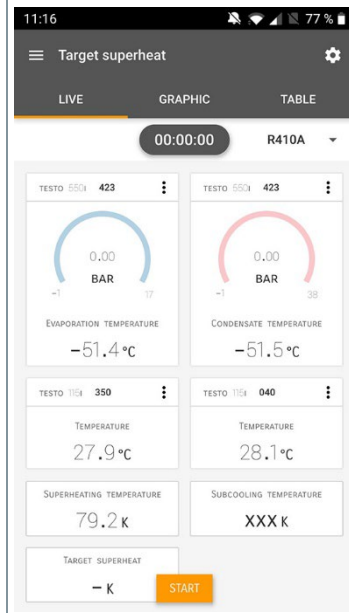 11:16 77 %
Target superheat
LIVE GRAPHIC TABLE
00:00:00 R410A
TESTO 550i 423 TESTO 550i 423
0.00 0.00
BAR BAR
-1 17 -1 38
EVAPORATION TEMPERATURE CONDENSATE TEMPERATURE
-51.4 °C -51.5 °C
TESTO 115i 350 TESTO 115i 040
TEMPERATURE TEMPERATURE
27.9 °C 28.1 °C
SUPERHEATING TEMPERATURE SUBCOOLING TEMPERATURE
79.2 K XXX K
TARGET SUPERHEAT
- K START